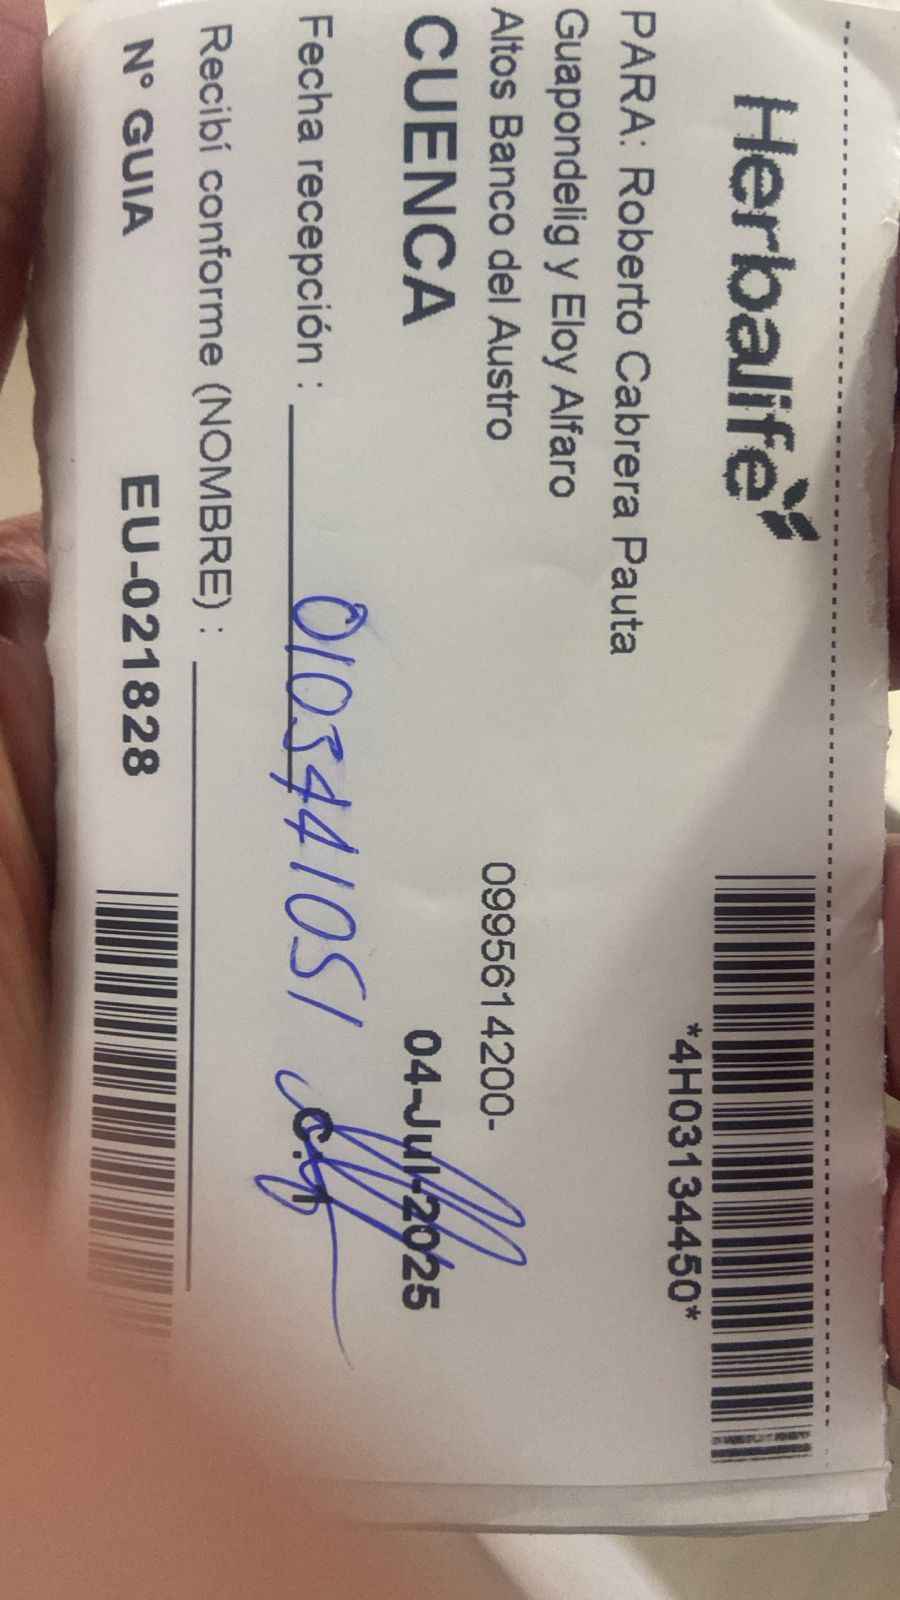 Herbalife
*4H03134450*
PARA: Roberto Cabrera Pauta
Guapondelig y Eloy Alfaro
Altos Banco del Austro 0995614200-
CUENCA 04-Jul-2025
Fecha recepción : 0103441051 C.I
Recibí conforme (NOMBRE) :
N° GUIA EU-021828